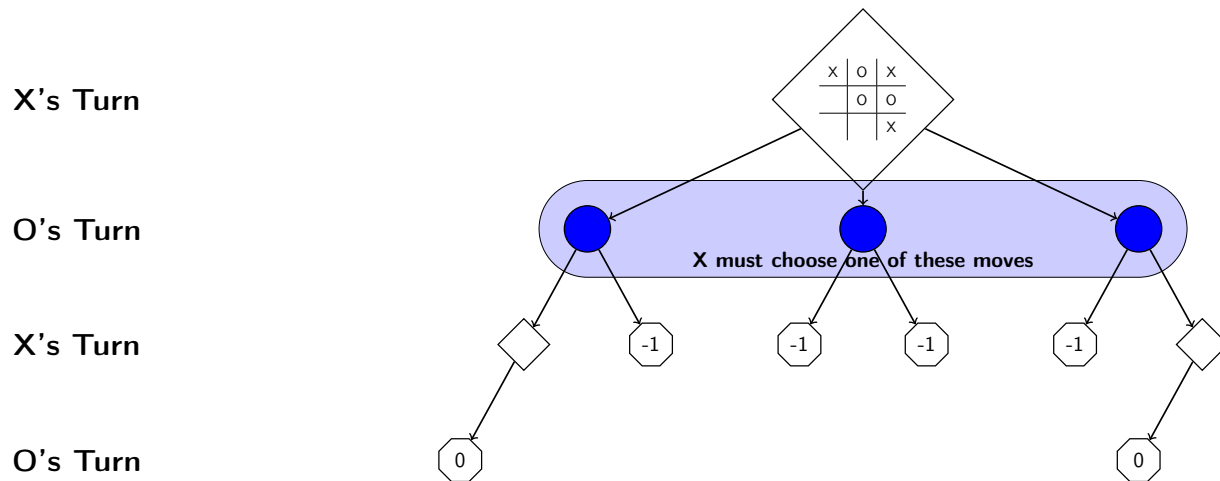 X O X
X's Turn
O O
X
O's Turn
X must choose one of these moves
X's Turn
-1
-1
-1
-1
O's Turn
0
0